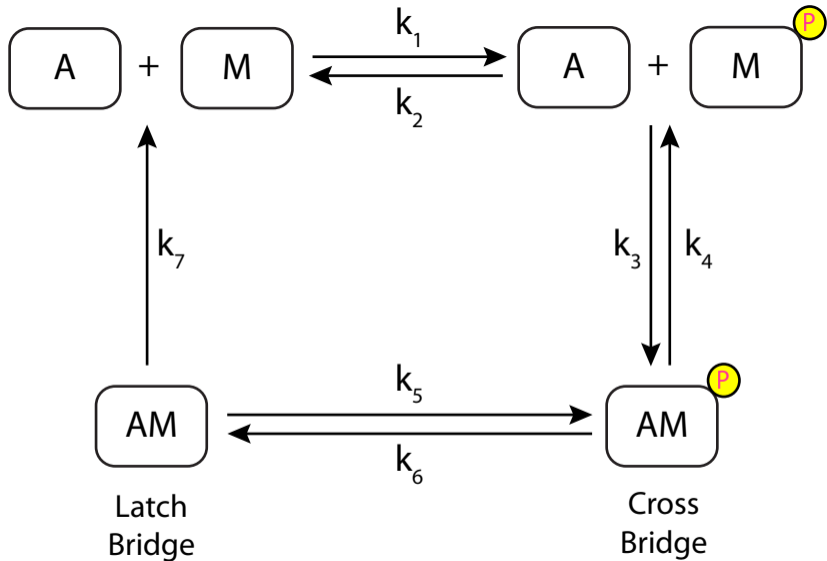 P
k₁
A + M
A + M
k₂
k₇
k₃
k₄
P
k₅
AM
AM
k₆
Latch
Bridge
Cross
Bridge